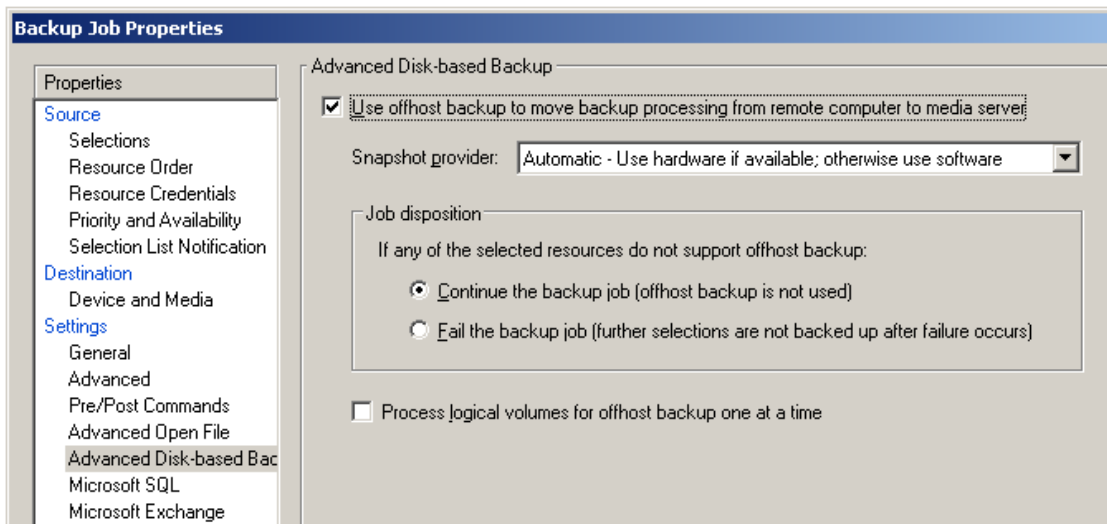 Backup Job Properties
Properties
Source
Selections
Resource Order
Resource Credentials
Priority and Availability
Selection List Notification
Destination
Device and Media
Settings
General
Advanced
Pre/Post Commands
Advanced Open File
Advanced Disk-based Bac
Microsoft SQL
Microsoft Exchange
Advanced Disk-based Backup
Use offhost backup to move backup processing from remote computer to media server
Snapshot provider: Automatic - Use hardware if available; otherwise use software
Job disposition
If any of the selected resources do not support offhost backup:
Continue the backup job (offhost backup is not used)
Fail the backup job (further selections are not backed up after failure occurs)
Process logical volumes for offhost backup one at a time